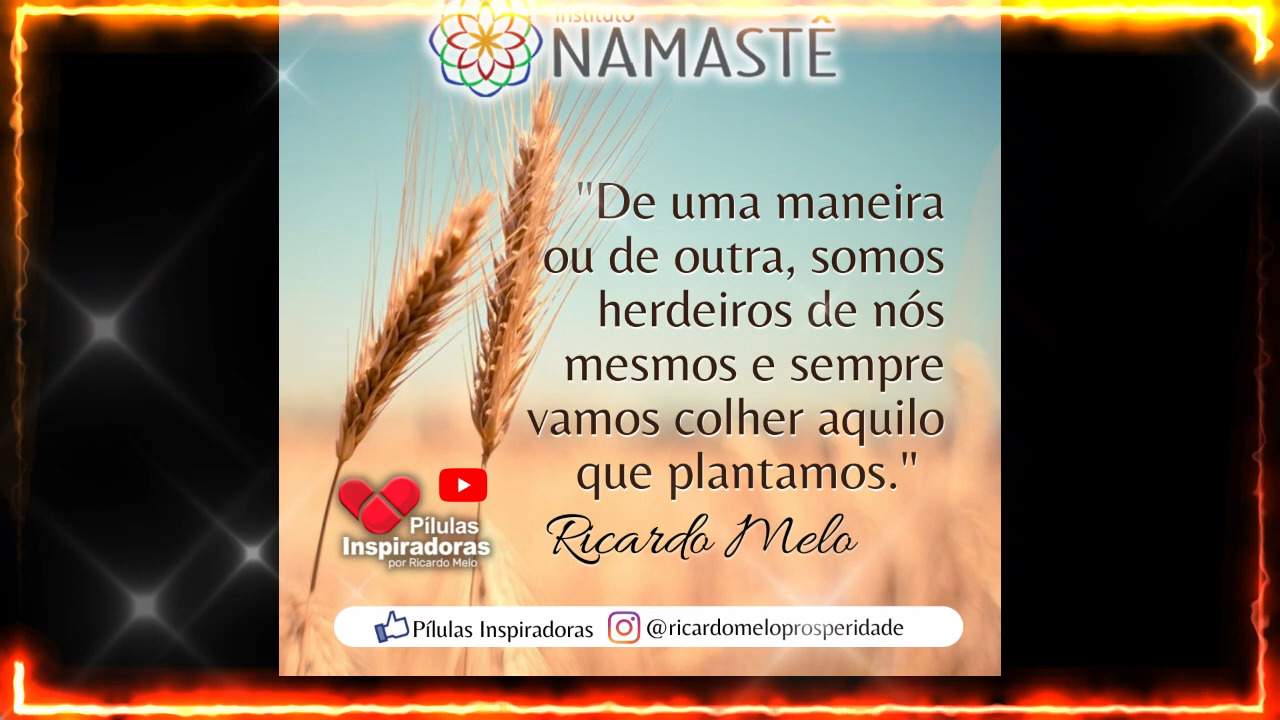 Instituto
NAMASTÊ
"De uma maneira
ou de outra, somos
herdeiros de nós
mesmos e sempre
vamos colher aquilo
que plantamos."
Ricardo Melo
Pílulas
Inspiradoras
por Ricardo Melo
Pílulas Inspiradoras @ricardomeloprosperidade